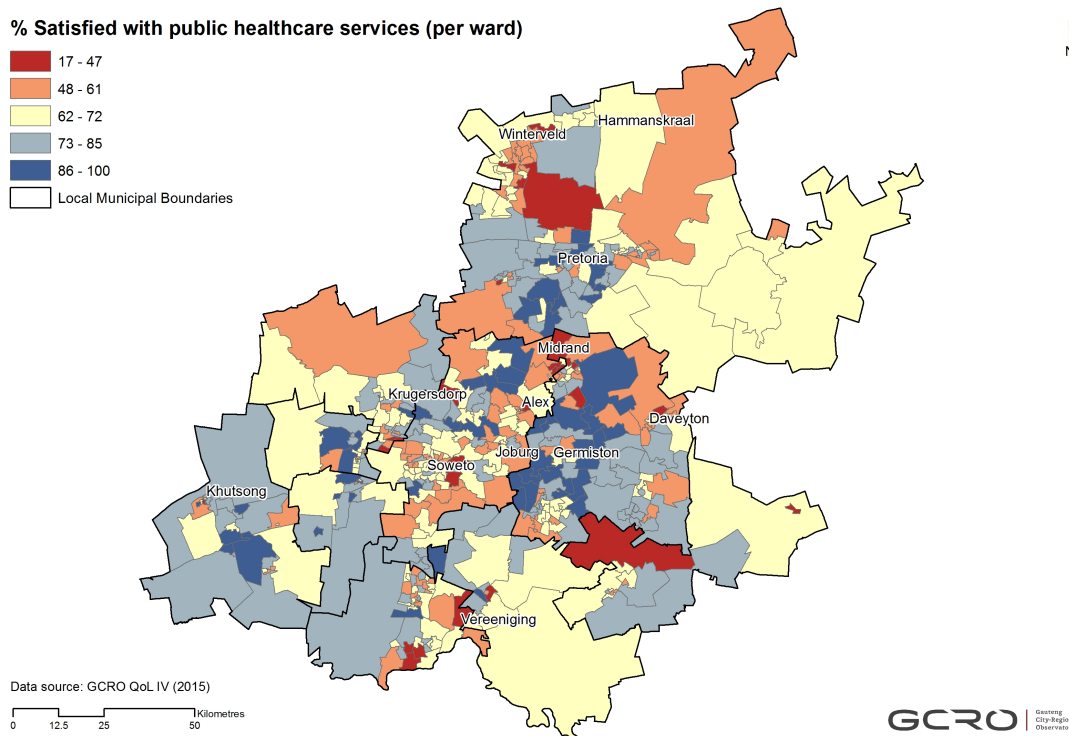 % Satisfied with public healthcare services (per ward)
17 - 47
48 - 61
62 - 72
73 - 85
86 - 100
Local Municipal Boundaries
N
Hammanskraal
Winterveld
Pretoria
Midrand
Krugersdorp
Alex
Daveyton
Joburg
Germiston
Soweto
Khutsong
Vereeniging
Data source: GCRO QoL IV (2015)
Kilometres
0 12.5 25 50
GCRO
Gauteng
City-Regio
Observato